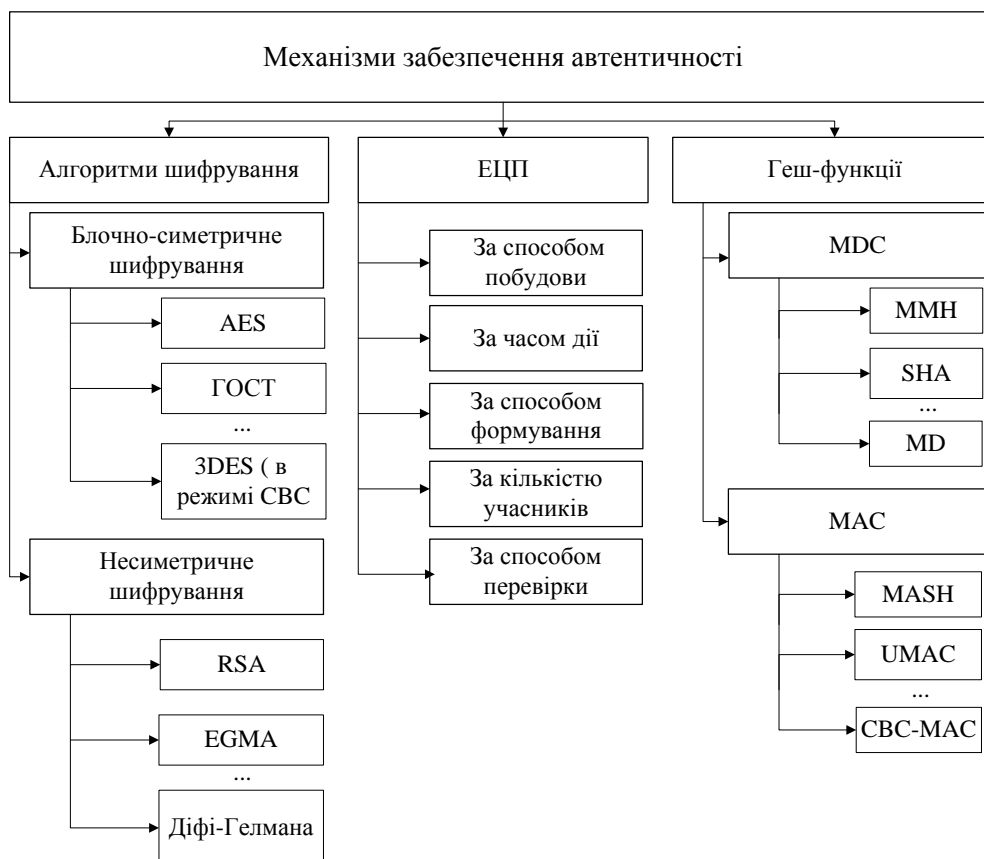 Механізми забезпечення автентичності
Алгоритми шифрування
Блочно-симетричне
шифрування
AES
ГОСТ
...
3DES ( в
режимі CBC
Несиметричне
шифрування
RSA
EGMA
...
Діфі-Гелмана
ЕЦП
За способом
побудови
За часом дії
За способом
формування
За кількістю
учасників
За способом
перевірки
Геш-функції
MDC
MMH
SHA
...
MD
MAC
MASH
UMAC
...
CBC-MAC